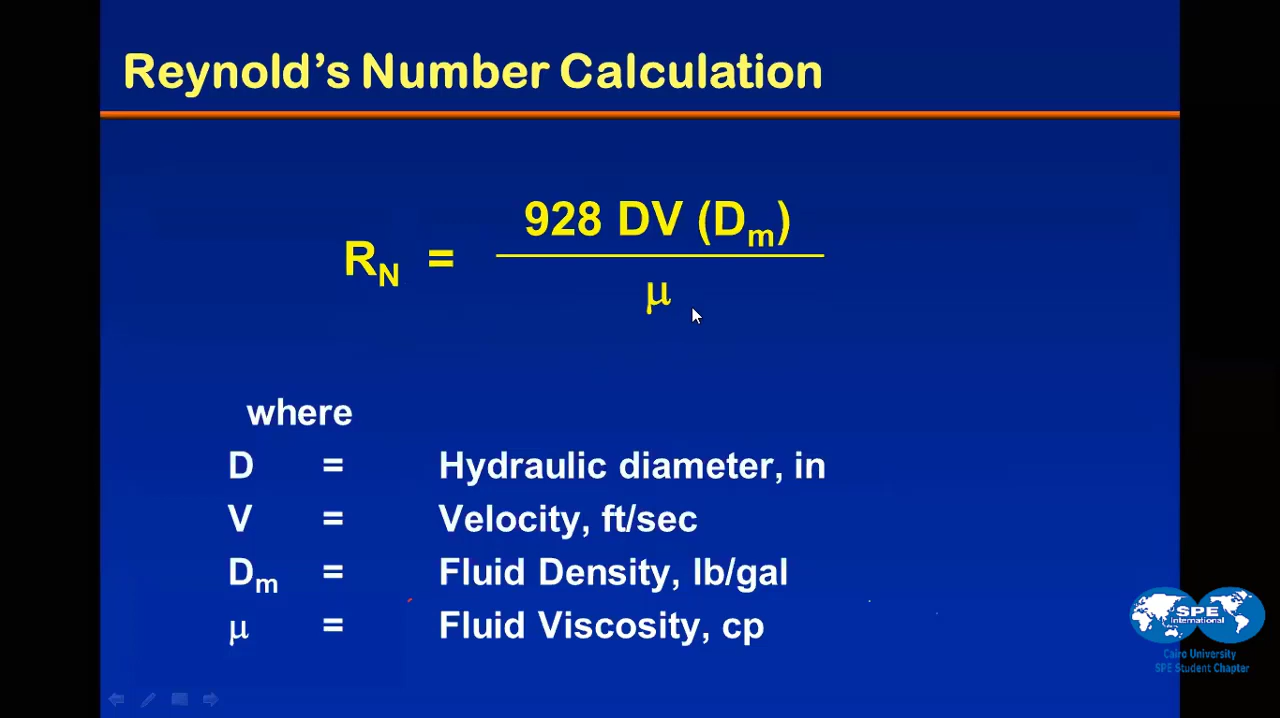 Reynold's Number Calculation
928 DV (Dm)
RN =
μ
where
D = Hydraulic diameter, in
V = Velocity, ft/sec
Dm = Fluid Density, lb/gal
μ = Fluid Viscosity, cp
SPE
International
Cairo University
SPE Student Chapter